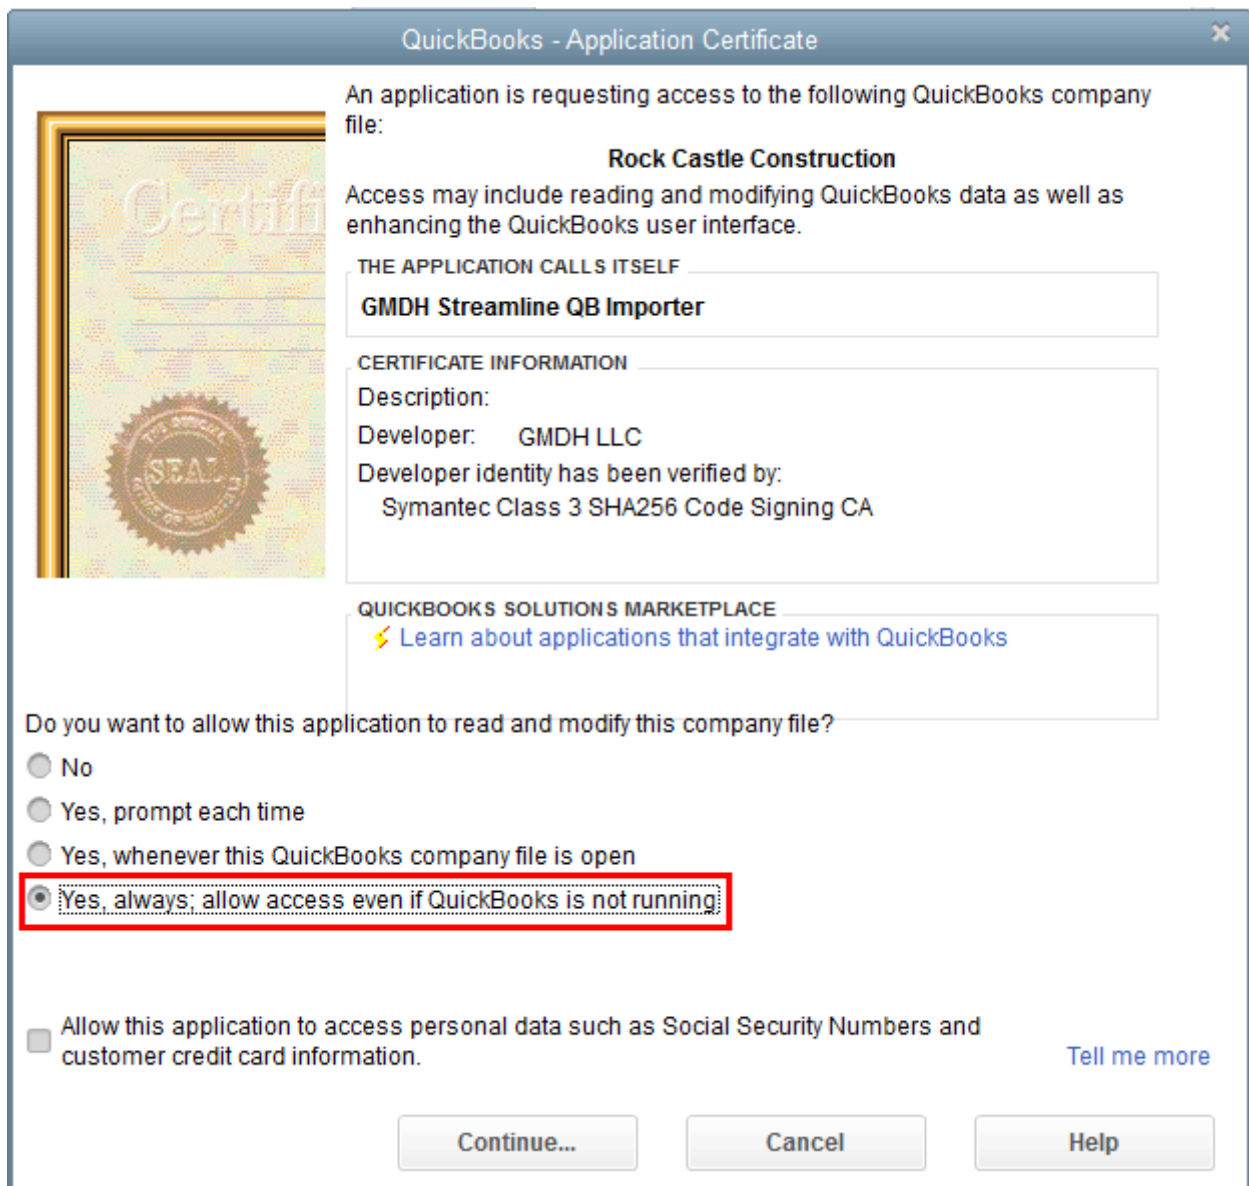 QuickBooks - Application Certificate
An application is requesting access to the following QuickBooks company
file:
Rock Castle Construction
Access may include reading and modifying QuickBooks data as well as
enhancing the QuickBooks user interface.
THE APPLICATION CALLS ITSELF
GMDH Streamline QB Importer
CERTIFICATE INFORMATION
Description:
Developer: GMDH LLC
Developer identity has been verified by:
Symantec Class 3 SHA256 Code Signing CA
QUICKBOOKS SOLUTIONS MARKETPLACE
Learn about applications that integrate with QuickBooks
Certifi
SEAL
Do you want to allow this application to read and modify this company file?
No
Yes, prompt each time
Yes, whenever this QuickBooks company file is open
Yes, always; allow access even if QuickBooks is not running
Allow this application to access personal data such as Social Security Numbers and
customer credit card information.
Tell me more
Continue...
Cancel
Help